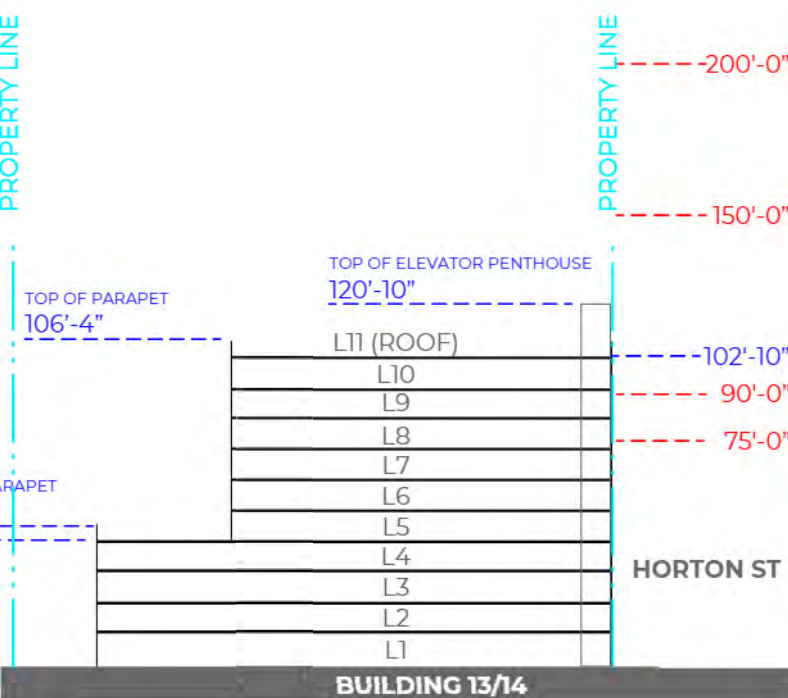 PROPERTY LINE
PROPERTY LINE
200'-0"
150'-0"
TOP OF ELEVATOR PENTHOUSE
120'-10"
TOP OF PARAPET
106'-4"
L11 (ROOF)
102'-10"
L10
90'-0"
L9
L8
75'-0"
L7
L6
ARAPET
L5
L4
HORTON ST
L3
L2
L1
BUILDING 13/14